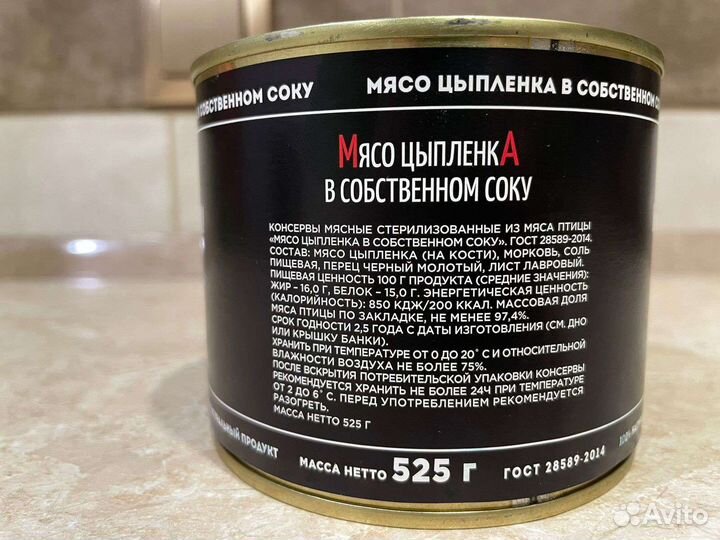 СОБСТВЕННОМ СОКУ
МЯСО ЦЫПЛЕНКА В СОБСТВЕННОМ
МЯСО ЦЫПЛЕНКА
В СОБСТВЕННОМ СОКУ
КОНСЕРВЫ МЯСНЫЕ СТЕРИЛИЗОВАННЫЕ ИЗ МЯСА ПТИЦЫ
«МЯСО ЦЫПЛЕНКА В СОБСТВЕННОМ СОКУ». ГОСТ 28589-2014.
СОСТАВ: МЯСО ЦЫПЛЕНКА (НА КОСТИ), МОРКОВЬ, СОЛЬ
ПИЩЕВАЯ, ПЕРЕЦ ЧЕРНЫЙ МОЛОТЫЙ, ЛИСТ ЛАВРОВЫЙ.
ПИЩЕВАЯ ЦЕННОСТЬ 100 Г ПРОДУКТА (СРЕДНИЕ ЗНАЧЕНИЯ):
ЖИР – 16,0 Г, БЕЛОК – 15,0 Г. ЭНЕРГЕТИЧЕСКАЯ ЦЕННОСТЬ
(КАЛОРИЙНОСТЬ): 850 КДЖ/200 ККАЛ. МАССОВАЯ ДОЛЯ
МЯСА ПТИЦЫ ПО ЗАКЛАДКЕ, НЕ МЕНЕЕ 97,4%.
СРОК ГОДНОСТИ 2,5 ГОДА С ДАТЫ ИЗГОТОВЛЕНИЯ (СМ. ДНО
ИЛИ КРЫШКУ БАНКИ).
ХРАНИТЬ ПРИ ТЕМПЕРАТУРЕ ОТ 0 ДО 20˚ С И ОТНОСИТЕЛЬНОЙ
ВЛАЖНОСТИ ВОЗДУХА НЕ БОЛЕЕ 75%.
ПОСЛЕ ВСКРЫТИЯ ПОТРЕБИТЕЛЬСКОЙ УПАКОВКИ КОНСЕРВЫ
РЕКОМЕНДУЕТСЯ ХРАНИТЬ НЕ БОЛЕЕ 24Ч ПРИ ТЕМПЕРАТУРЕ
ОТ 2 ДО 6˚ С. ПЕРЕД УПОТРЕБЛЕНИЕМ РЕКОМЕНДУЕТСЯ
РАЗОГРЕТЬ.
МАССА НЕТТО 525 Г
ПРОДУКТ МАССА НЕТТО 525 Г ГОСТ 28589-2014 100%
Avito